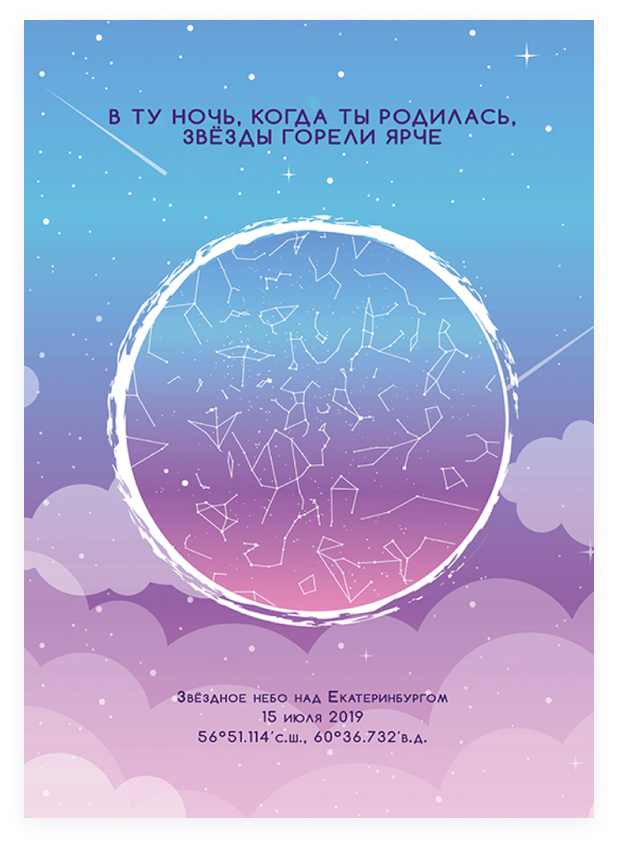 В ТУ НОЧЬ, КОГДА ТЫ РОДИЛАСЬ,
ЗВЁЗДЫ ГОРЕЛИ ЯРЧЕ
Звёздное небо над Екатеринбургом
15 июля 2019
56°51.114'с.ш., 60°36.732'в.д.